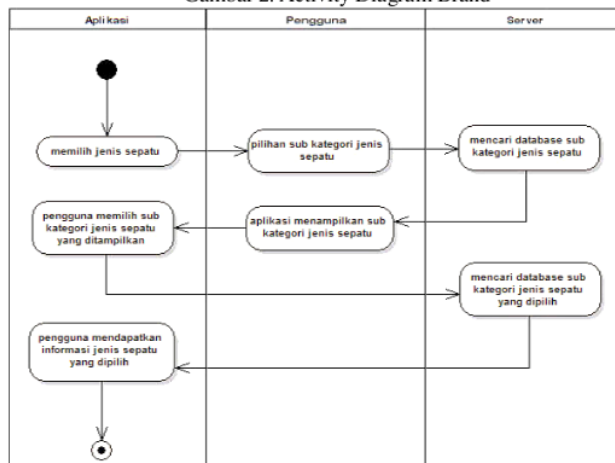 Gambar 2. Activity Diagram Brand
Aplikasi
Pengguna
Server
memilih jenis sepatu
pilihan sub kategori jenis
sepatu
mencari database sub
kategori jenis sepatu
pengguna memilih sub
kategori jenis sepatu
yang ditampilkan
aplikasi menampilkan sub
kategori jenis sepatu
mencari database sub
kategori jenis sepatu
yang dipilih
pengguna mendapatkan
informasi jenis sepatu
yang dipilih